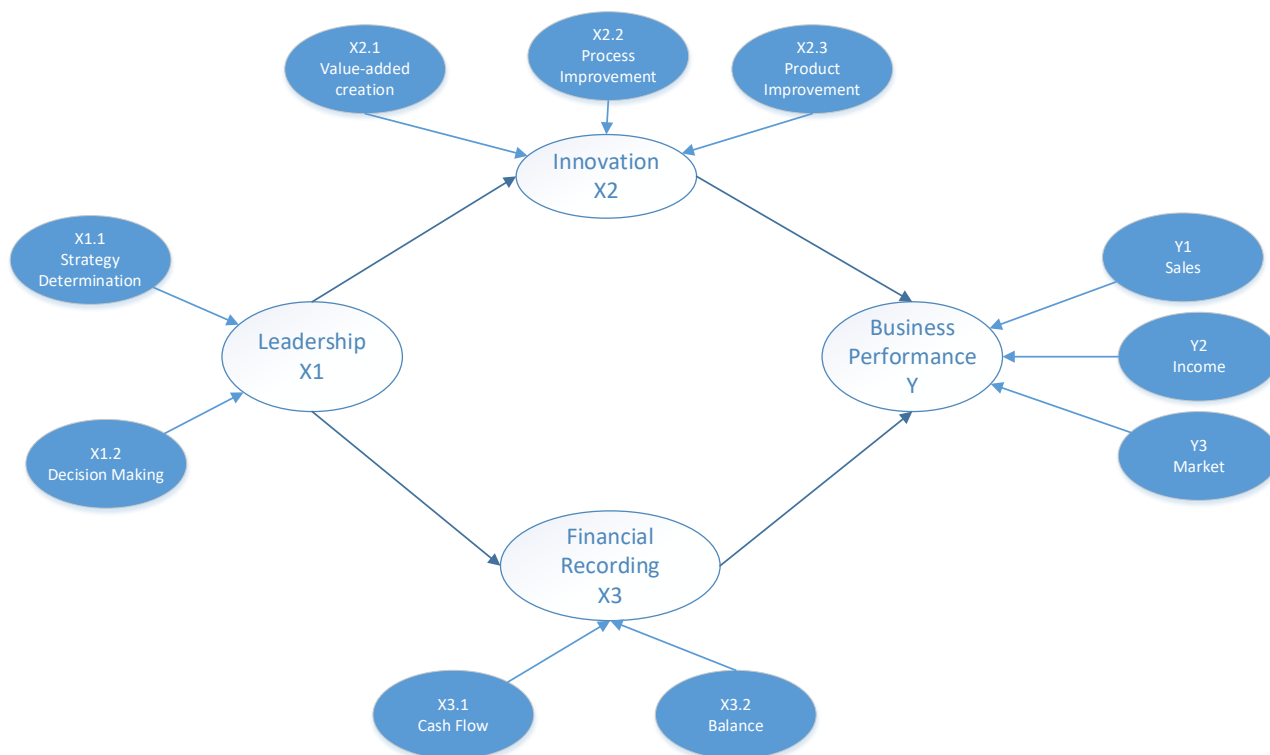 X2.1
Value-added
creation
X2.2
Process
Improvement
X2.3
Product
Improvement
Innovation
X2
X1.1
Strategy
Determination
Y1
Sales
Leadership
X1
Business
Performance
Y
Y2
Income
X1.2
Decision Making
Y3
Market
Financial
Recording
X3
X3.1
Cash Flow
X3.2
Balance